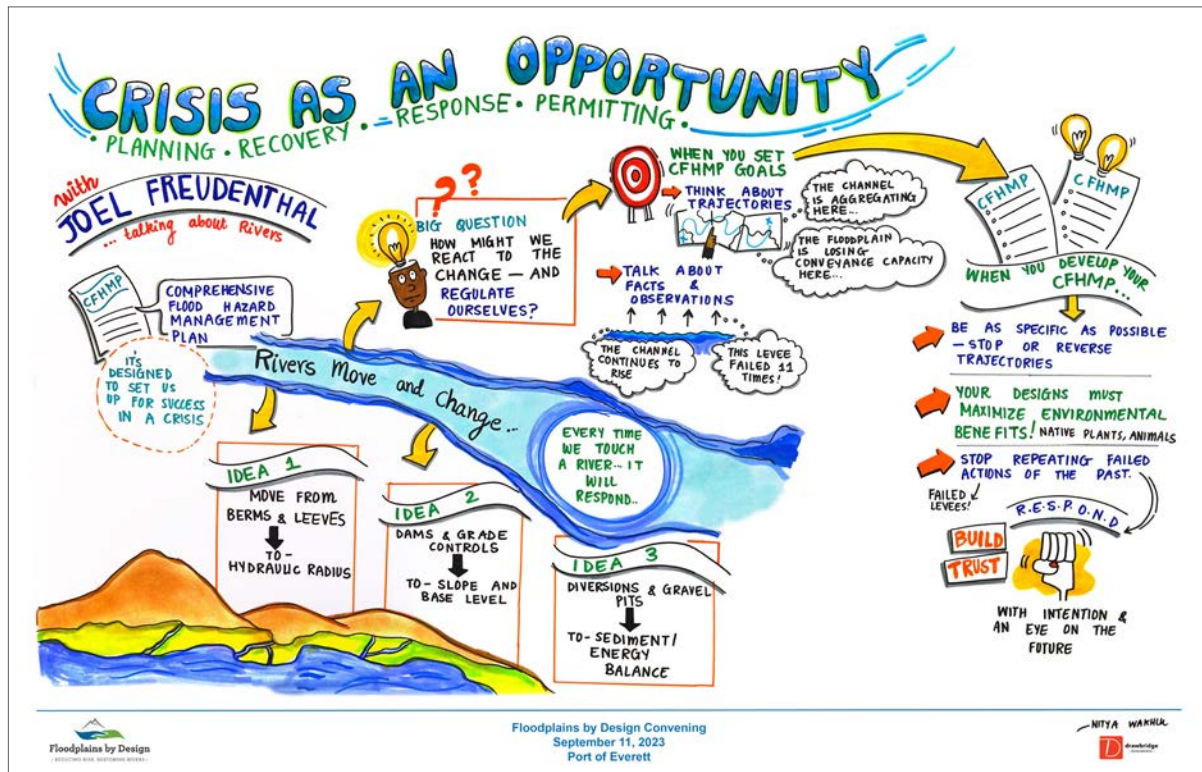 CRISIS AS AN OPPORTUNITY
• PLANNING • RECOVERY • RESPONSE • PERMITTING •
with
JOEL FREUDENTHAL
... talking about Rivers
CFHMP
COMPREHENSIVE
FLOOD HAZARD
MANAGEMENT
PLAN
IT'S
DESIGNED
TO SET US
UP FOR SUCCESS
IN A CRISIS
??
BIG QUESTION
HOW MIGHT WE
REACT TO THE
CHANGE — AND
REGULATE
OURSELVES?
Rivers Move and change...
EVERY TIME
WE TOUCH
A RIVER... IT
WILL
RESPOND..
IDEA 1
MOVE FROM
BERMS & LEEVES
TO-
HYDRAULIC RADIUS
IDEA 2
DAMS & GRADE
CONTROLS
TO- SLOPE AND
BASE LEVEL
IDEA 3
DIVERSIONS & GRAVEL
PITS
TO- SEDIMENT/
ENERGY
BALANCE
WHEN YOU SET
CFHMP GOALS
THINK ABOUT
TRAJECTORIES
THE CHANNEL
IS AGGREGATING
HERE...
THE FLOODPLAIN
IS LOSING
CONVEYANCE CAPACITY
HERE...
TALK ABOUT
FACTS &
OBSERVATIONS
THE CHANNEL
CONTINUES TO
RISE
THIS LEVEE
FAILED 11
TIMES!
CFHMP
CFHMP
WHEN YOU DEVELOP YOUR
CFHMP...
BE AS SPECIFIC AS POSSIBLE
— STOP OR REVERSE
TRAJECTORIES
YOUR DESIGNS MUST
MAXIMIZE ENVIRONMENTAL
BENEFITS! NATIVE PLANTS, ANIMALS
STOP REPEATING FAILED
ACTIONS OF THE PAST.
FAILED
LEVEES!
R.E.S.P.O.N.D
BUILD
TRUST
WITH INTENTION &
AN EYE ON THE
FUTURE
Floodplains by Design
REDUCING RISK, RESTORING RIVERS
Floodplains by Design Convening
September 11, 2023
Port of Everett
NITYA WAKHLU
D
drawbridge